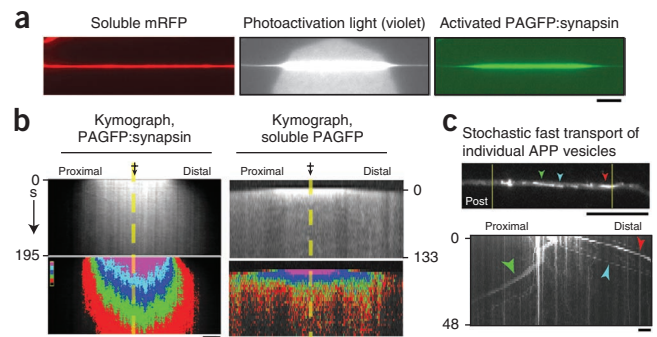 a
Soluble mRFP
Photoactivation light (violet)
Activated PAGFP:synapsin
b
Kymograph,
PAGFP:synapsin
Kymograph,
soluble PAGFP
Proximal
‡
Distal
Proximal
‡
Distal
0
s
195
0
133
c
Stochastic fast transport of
individual APP vesicles
Post
Proximal
Distal
0
48